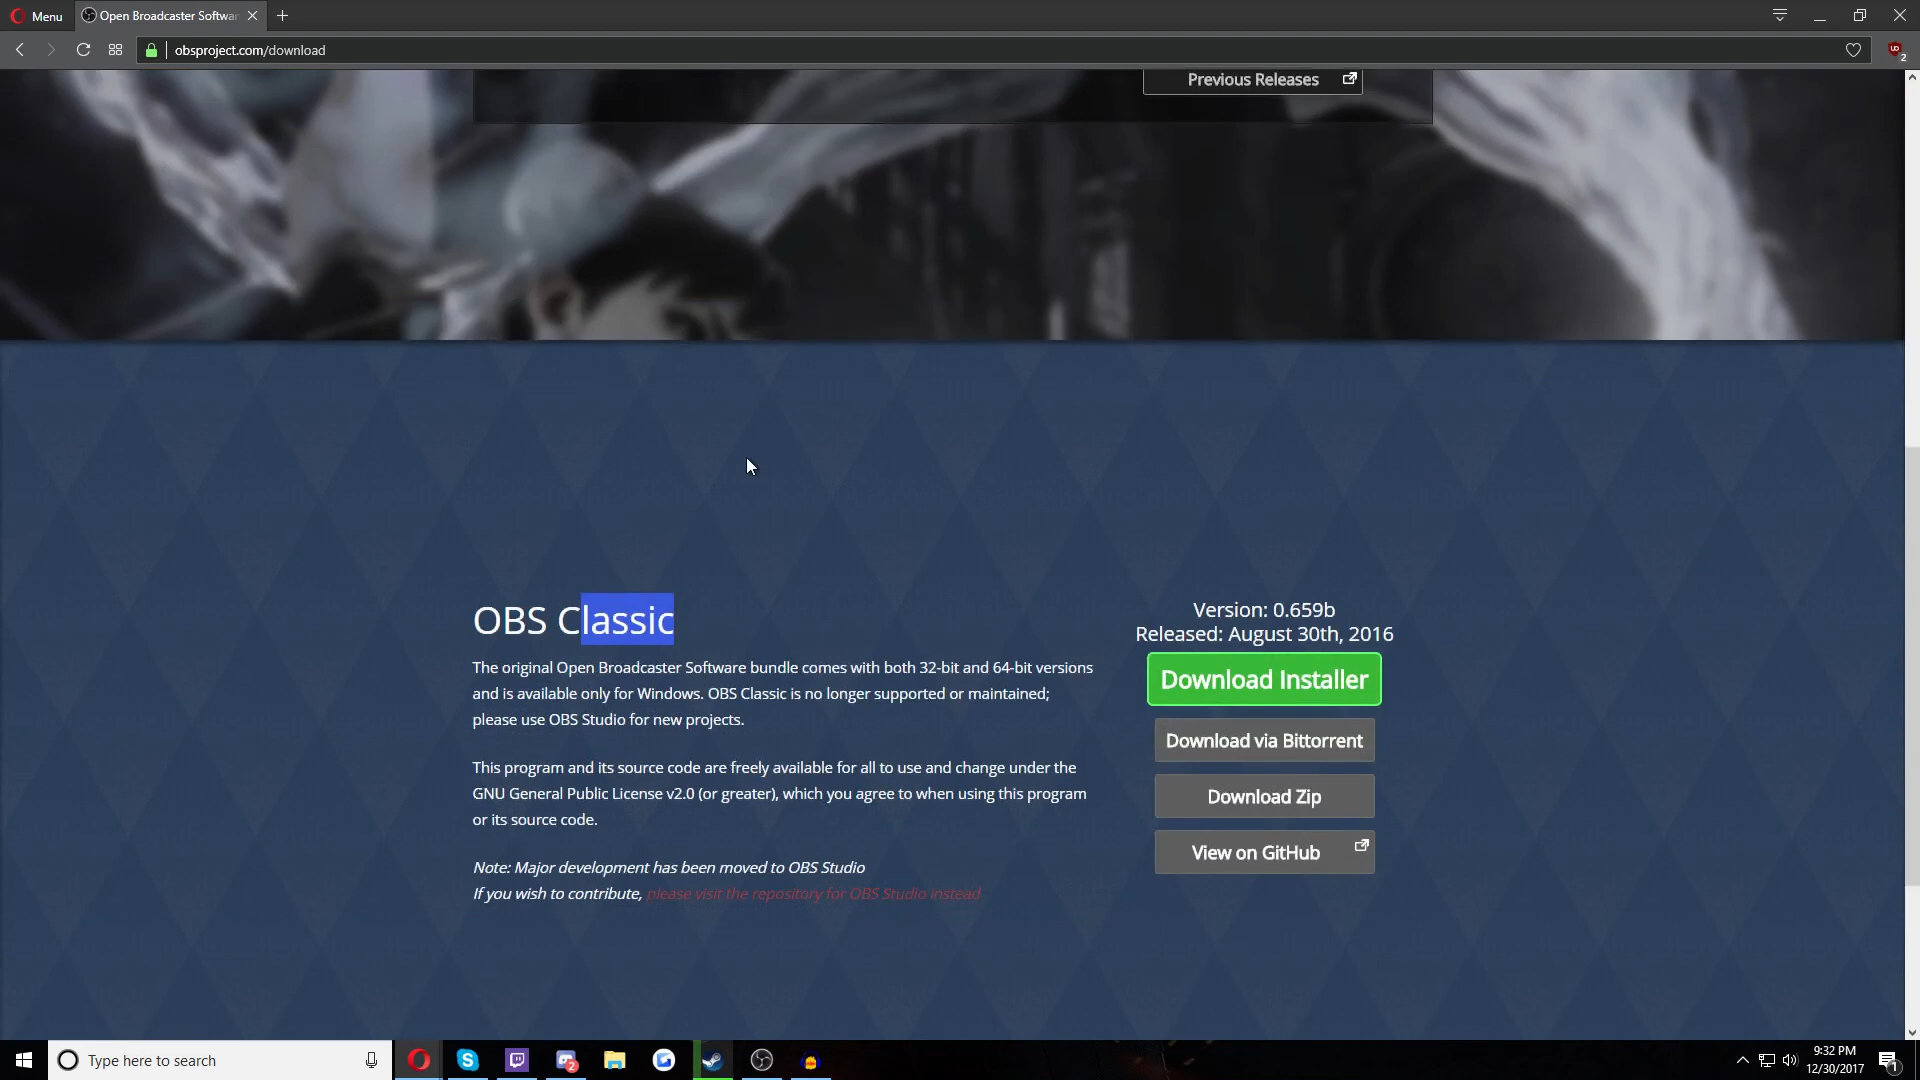 Menu
Open Broadcaster Softwar
obsproject.com/download
2
Previous Releases
OBS Classic
The original Open Broadcaster Software bundle comes with both 32-bit and 64-bit versions
and is available only for Windows. OBS Classic is no longer supported or maintained;
please use OBS Studio for new projects.
This program and its source code are freely available for all to use and change under the
GNU General Public License v2.0 (or greater), which you agree to when using this program
or its source code.
Note: Major development has been moved to OBS Studio
If you wish to contribute, please visit the repository for OBS Studio instead
Version: 0.659b
Released: August 30th, 2016
Download Installer
Download via Bittorrent
Download Zip
View on GitHub
Type here to search
2
9:32 PM
12/30/2017
1